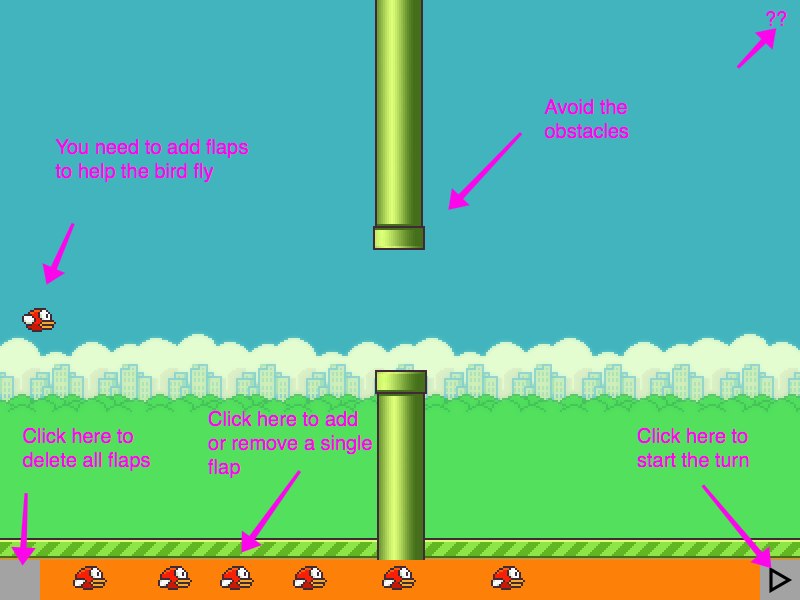 ??
Avoid the
obstacles
You need to add flaps
to help the bird fly
Click here to add
or remove a single
flap
Click here to
delete all flaps
Click here to
start the turn